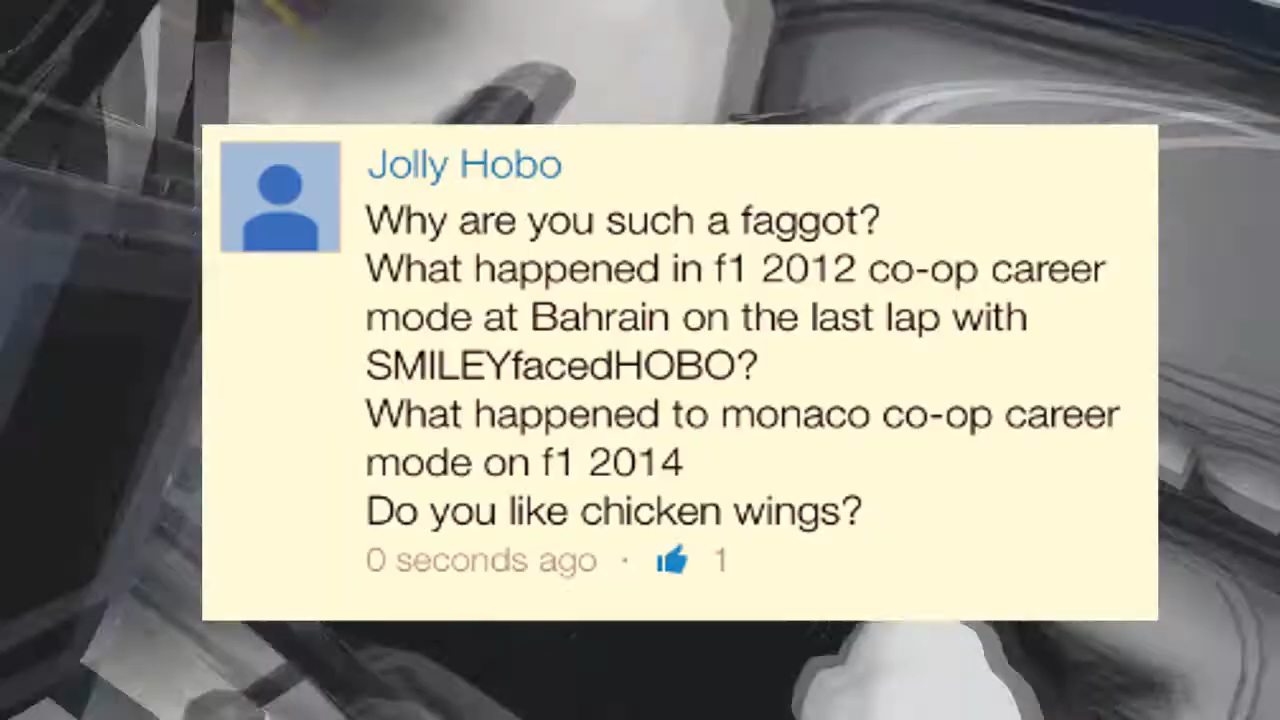 Jolly Hobo
Why are you such a faggot?
What happened in f1 2012 co-op career
mode at Bahrain on the last lap with
SMILEYfacedHOBO?
What happened to monaco co-op career
mode on f1 2014
Do you like chicken wings?
0 seconds ago · 1